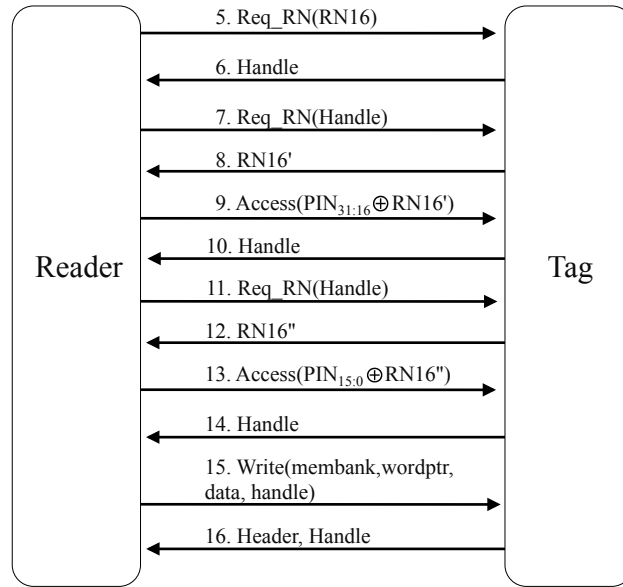 5. Req_RN(RN16)
6. Handle
7. Req_RN(Handle)
8. RN16'
9. Access(PIN₃₁:₁₆⊕RN16')
10. Handle
Reader
Tag
11. Req_RN(Handle)
12. RN16"
13. Access(PIN₁₅:₀⊕RN16")
14. Handle
15. Write(membank,wordptr,
data, handle)
16. Header, Handle